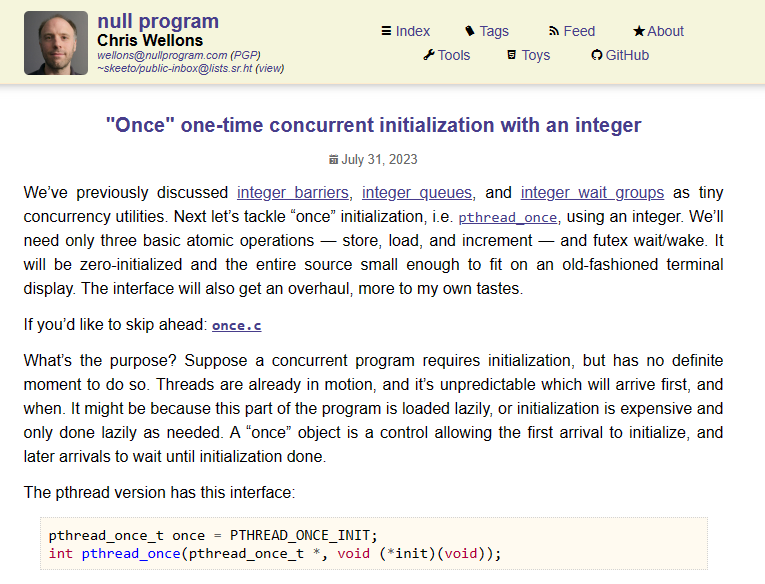 null program
Chris Wellons
wellons@nullprogram.com (PGP)
~skeeto/public-inbox@lists.sr.ht (view)
Index Tags Feed About
Tools Toys GitHub
"Once" one-time concurrent initialization with an integer
July 31, 2023
We’ve previously discussed integer barriers, integer queues, and integer wait groups as tiny
concurrency utilities. Next let’s tackle “once” initialization, i.e. pthread_once, using an integer. We’ll
need only three basic atomic operations — store, load, and increment — and futex wait/wake. It
will be zero-initialized and the entire source small enough to fit on an old-fashioned terminal
display. The interface will also get an overhaul, more to my own tastes.
If you’d like to skip ahead: once.c
What’s the purpose? Suppose a concurrent program requires initialization, but has no definite
moment to do so. Threads are already in motion, and it’s unpredictable which will arrive first, and
when. It might be because this part of the program is loaded lazily, or initialization is expensive and
only done lazily as needed. A “once” object is a control allowing the first arrival to initialize, and
later arrivals to wait until initialization done.
The pthread version has this interface:
pthread_once_t once = PTHREAD_ONCE_INIT;
int pthread_once(pthread_once_t *, void (*init)(void));